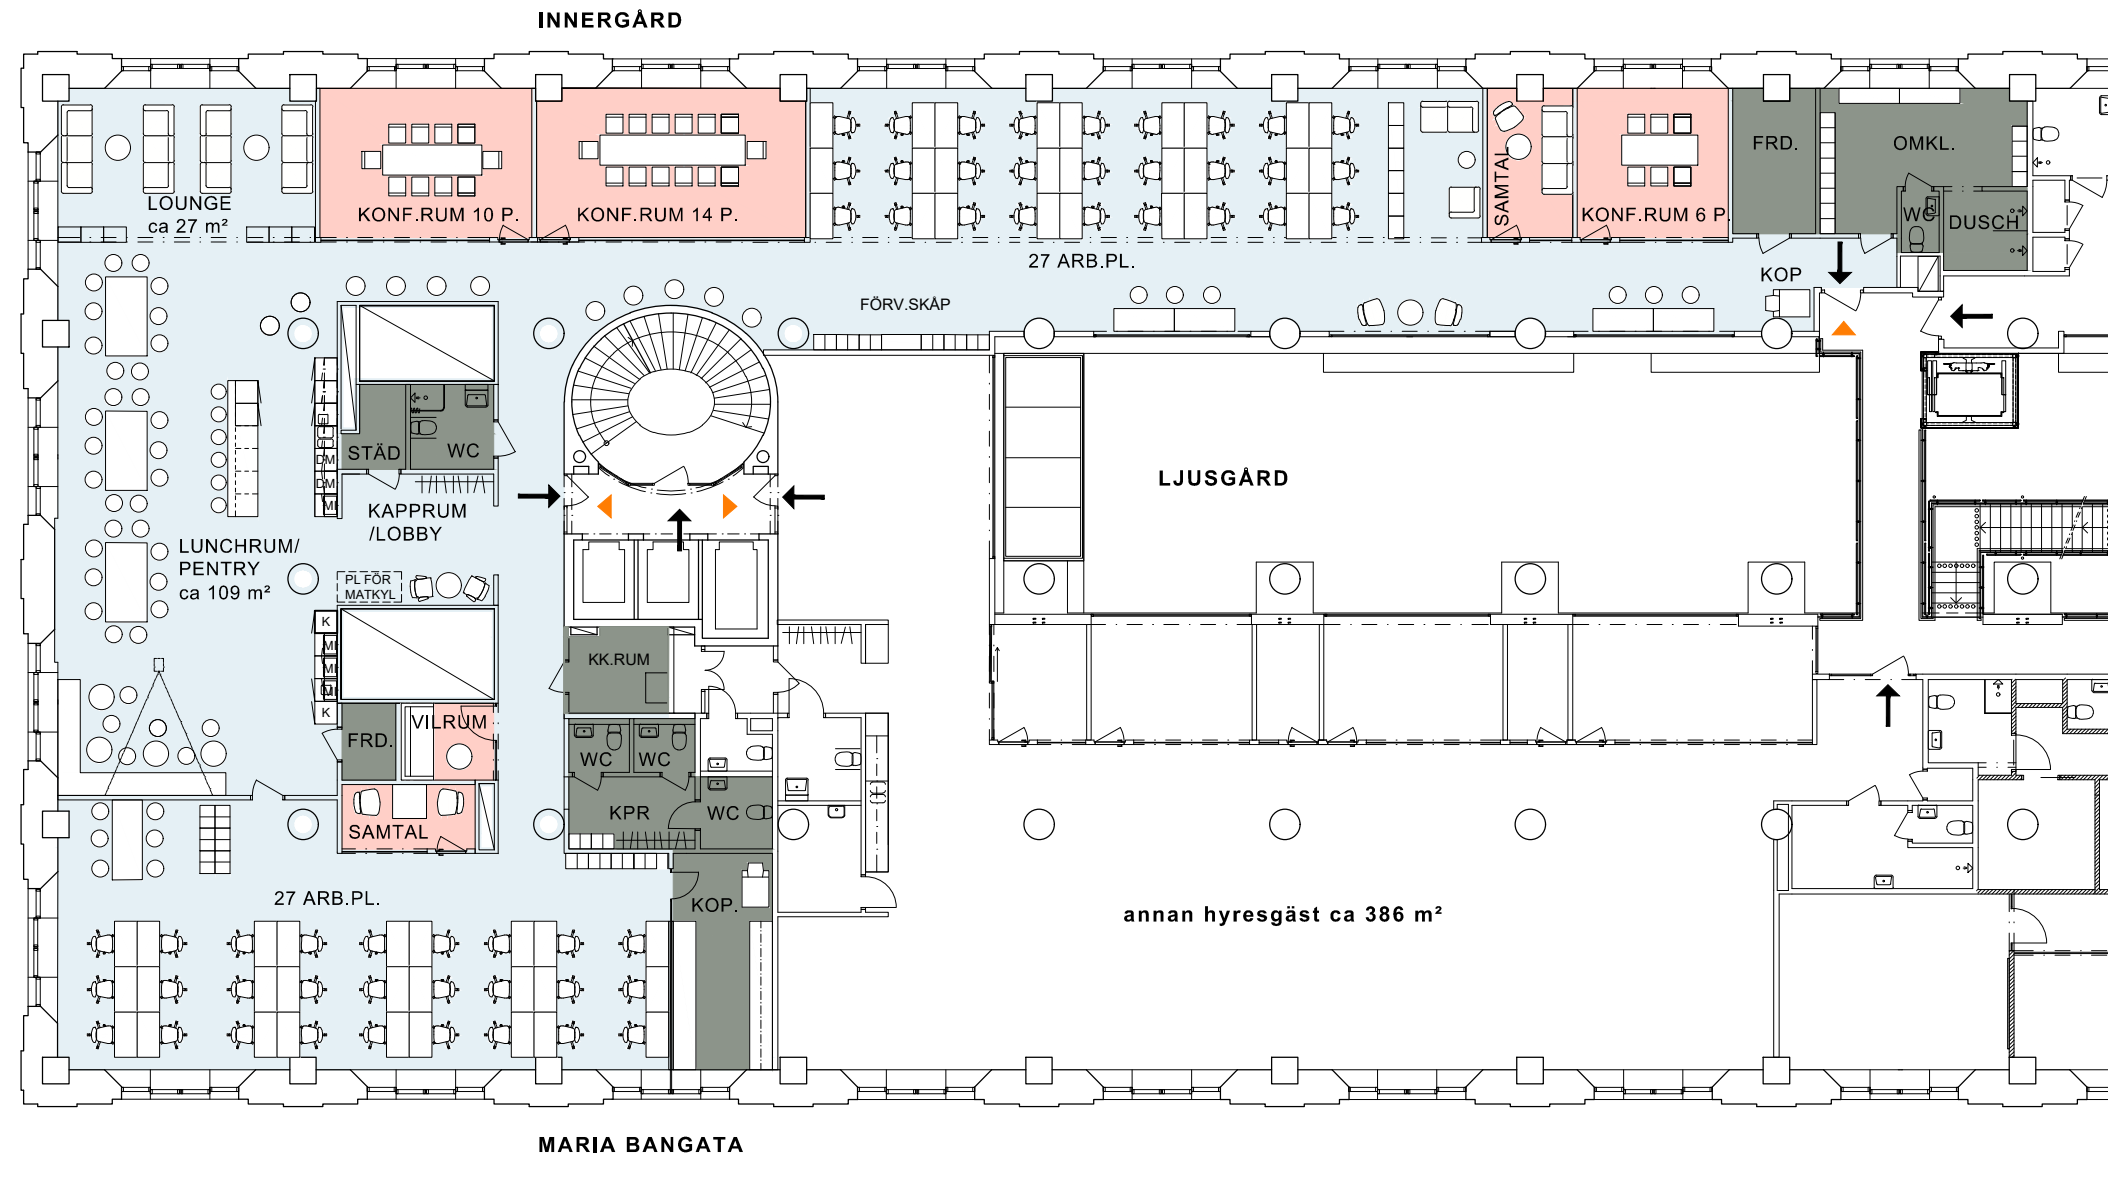 INNERGÅRD
LOUNGE
ca 27 m²
KONF.RUM 10 P.
KONF.RUM 14 P.
SAMTAL
KONF.RUM 6 P.
FRD.
OMKL.
WC
DUSCH
27 ARB.PL.
KOP
FÖRV.SKÅP
STÄD
WC
DM
DM
KAPPRUM
/LOBBY
LJUSGÅRD
LUNCHRUM/
PENTRY
ca 109 m²
PL FÖR
MATKYL
K
KK.RUM
K
VILRUM
FRD.
WC
WC
SAMTAL
KPR
WC
27 ARB.PL.
KOP.
annan hyresgäst ca 386 m²
MARIA BANGATA